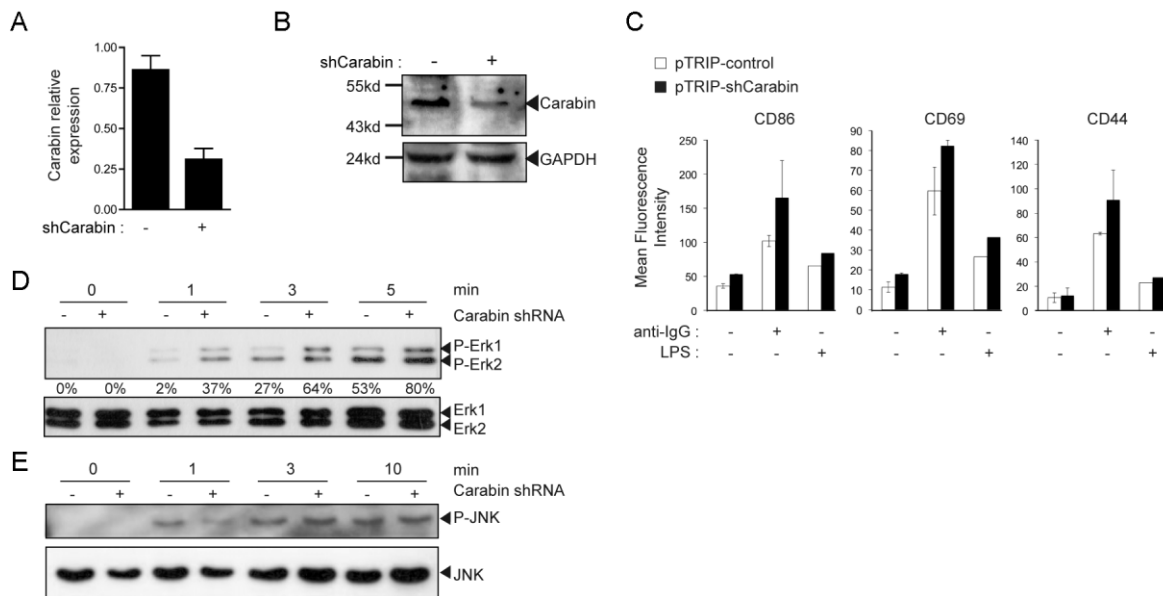 A
Carabin relative
expression
1.00
0.75
0.50
0.25
0.00
shCarabin : - +
B
shCarabin : - +
55kd
Carabin
43kd
24kd
GAPDH
C
pTRIP-control
pTRIP-shCarabin
Mean Fluorescence
Intensity
CD86
250
200
150
100
50
0
CD69
90
80
70
60
50
40
30
20
10
0
CD44
140
120
100
80
60
40
20
0
anti-IgG : - + - - + - - + -
LPS : - - + - - + - - +
D
0 1 3 5 min
- + - + - + - + Carabin shRNA
P-Erk1
P-Erk2
0% 0% 2% 37% 27% 64% 53% 80%
Erk1
Erk2
E
0 1 3 10 min
- + - + - + - + Carabin shRNA
P-JNK
JNK